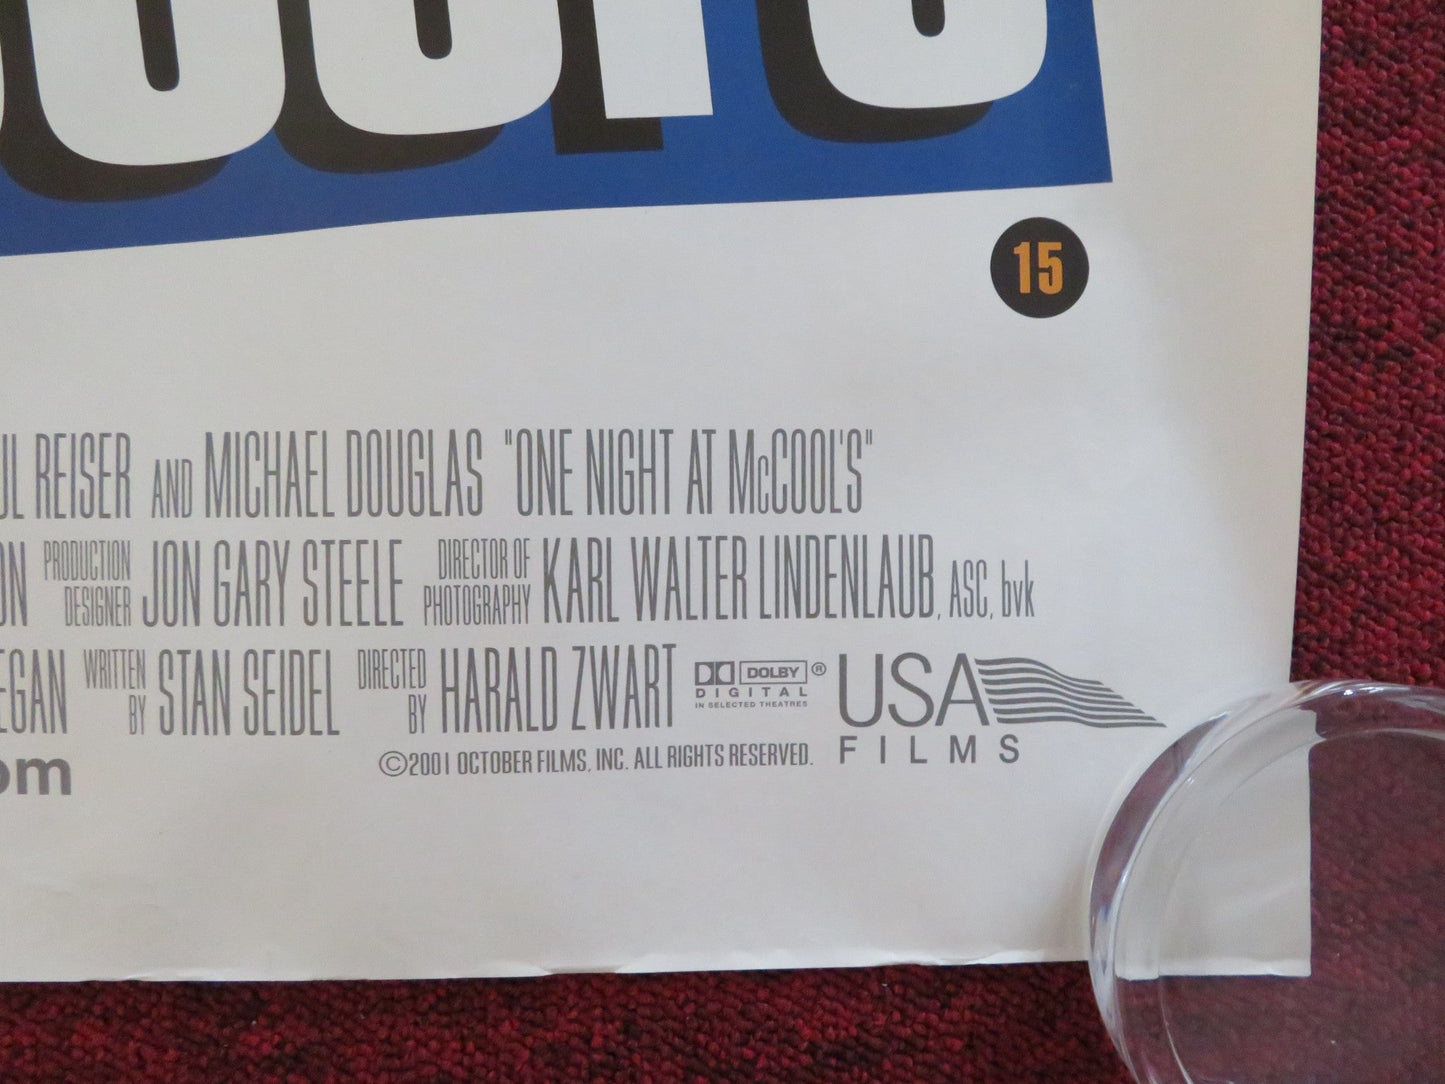 15
UL REISER AND MICHAEL DOUGLAS "ONE NIGHT AT McCOOL'S"
ON PRODUCTION DESIGNER JON GARY STEELE DIRECTOR OF PHOTOGRAPHY KARL WALTER LINDENLAUB, ASC, bvk
EGAN WRITTEN BY STAN SEIDEL DIRECTED BY HARALD ZWART DOLBY ® DIGITAL IN SELECTED THEATRES USA FILMS
om ©2001 OCTOBER FILMS, INC. ALL RIGHTS RESERVED.